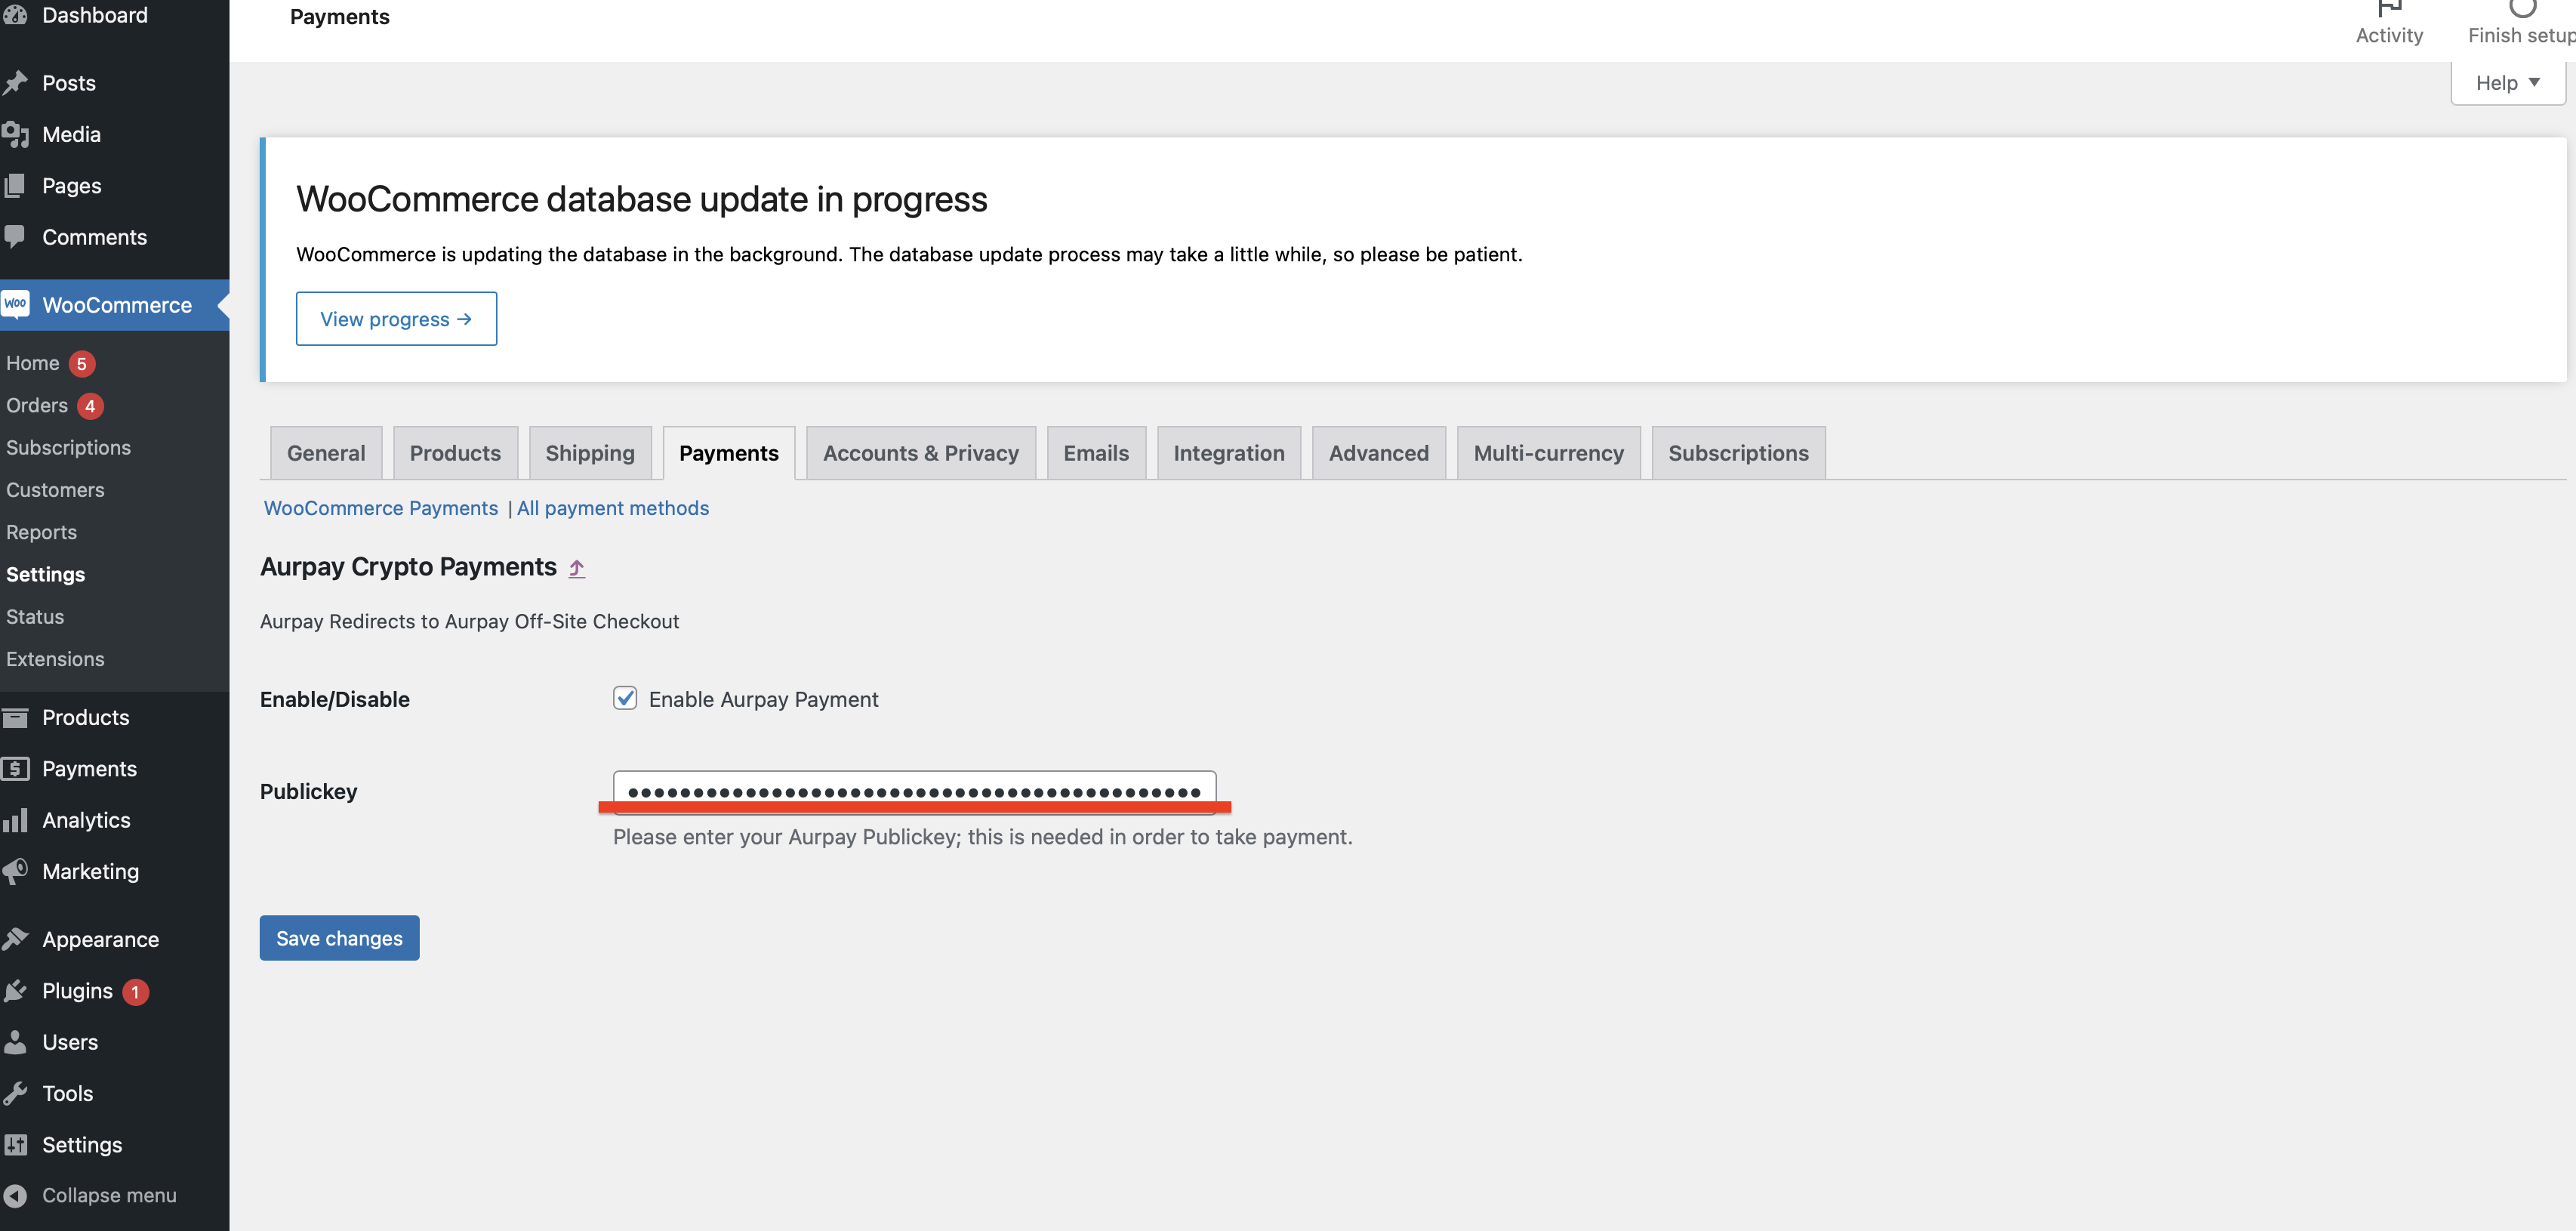 Dashboard
Posts
Media
Pages
Comments
Woo WooCommerce
Home 5
Orders 4
Subscriptions
Customers
Reports
Settings
Status
Extensions
Products
Payments
Analytics
Marketing
Appearance
Plugins 1
Users
Tools
Settings
Collapse menu
Payments
Activity
Finish setup
Help ▼
WooCommerce database update in progress
WooCommerce is updating the database in the background. The database update process may take a little while, so please be patient.
View progress →
General Products Shipping Payments Accounts & Privacy Emails Integration Advanced Multi-currency Subscriptions
WooCommerce Payments | All payment methods
Aurpay Crypto Payments ⤴
Aurpay Redirects to Aurpay Off-Site Checkout
Enable/Disable Enable Aurpay Payment
Publickey
Please enter your Aurpay Publickey; this is needed in order to take payment.
Save changes